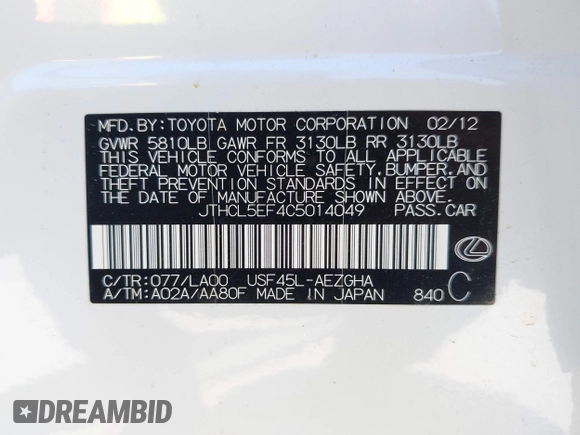 MFD.BY:TOYOTA MOTOR CORPORATION 02/12
GVWR 5810LB GAWR FR 3130LB RR 3130LB
THIS VEHICLE CONFORMS TO ALL APPLICABLE
FEDERAL MOTOR VEHICLE SAFETY,BUMPER,AND
THEFT PREVENTION STANDARDS IN EFFECT ON
THE DATE OF MANUFACTURE SHOWN ABOVE.
JTHCL5EF4C5014049 PASS.CAR
C/TR:077/LA00 USF45L-AEZGHA
A/TM:A02A/AA80F MADE IN JAPAN 840 C
DREAMBID